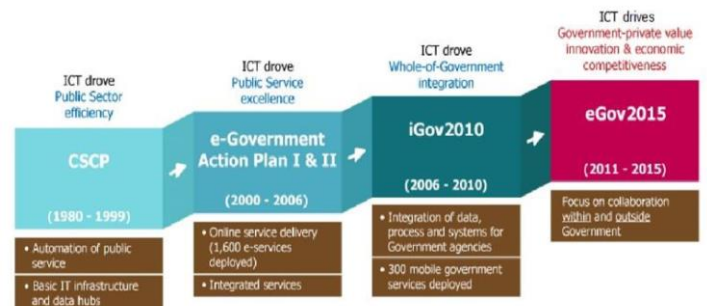 ICT drove
Public Sector
efficiency
CSCP
(1980 - 1999)
• Automation of public
service
• Basic IT infrastructure
and data hubs
ICT drove
Public Service
excellence
e-Government
Action Plan I & II
(2000 - 2006)
• Online service delivery
(1,600 e-services
deployed)
• Integrated services
ICT drove
Whole-of-Government
integration
iGov2010
(2006 - 2010)
• Integration of data,
process and systems for
Government agencies
• 300 mobile government
services deployed
ICT drives
Government-private value
innovation & economic
competitiveness
eGov2015
(2011 - 2015)
Focus on collaboration
within and outside
Government